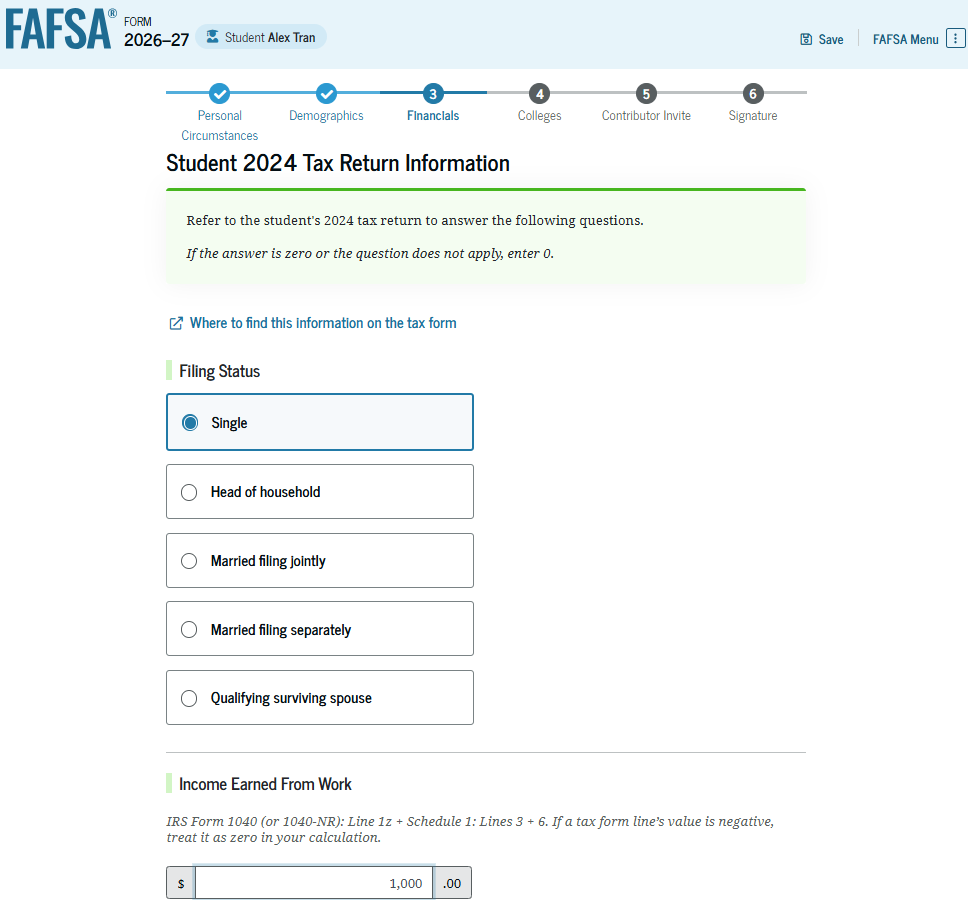 FAFSA®
FORM
2026–27
Student Alex Tran
Save
FAFSA Menu
3
4
5
6
Personal
Circumstances
Demographics
Financials
Colleges
Contributor Invite
Signature
Student 2024 Tax Return Information
Refer to the student's 2024 tax return to answer the following questions.
If the answer is zero or the question does not apply, enter 0.
Where to find this information on the tax form
Filing Status
Single
Head of household
Married filing jointly
Married filing separately
Qualifying surviving spouse
Income Earned From Work
IRS Form 1040 (or 1040-NR): Line 1z + Schedule 1: Lines 3 + 6. If a tax form line's value is negative,
treat it as zero in your calculation.
$ 1,000 .00